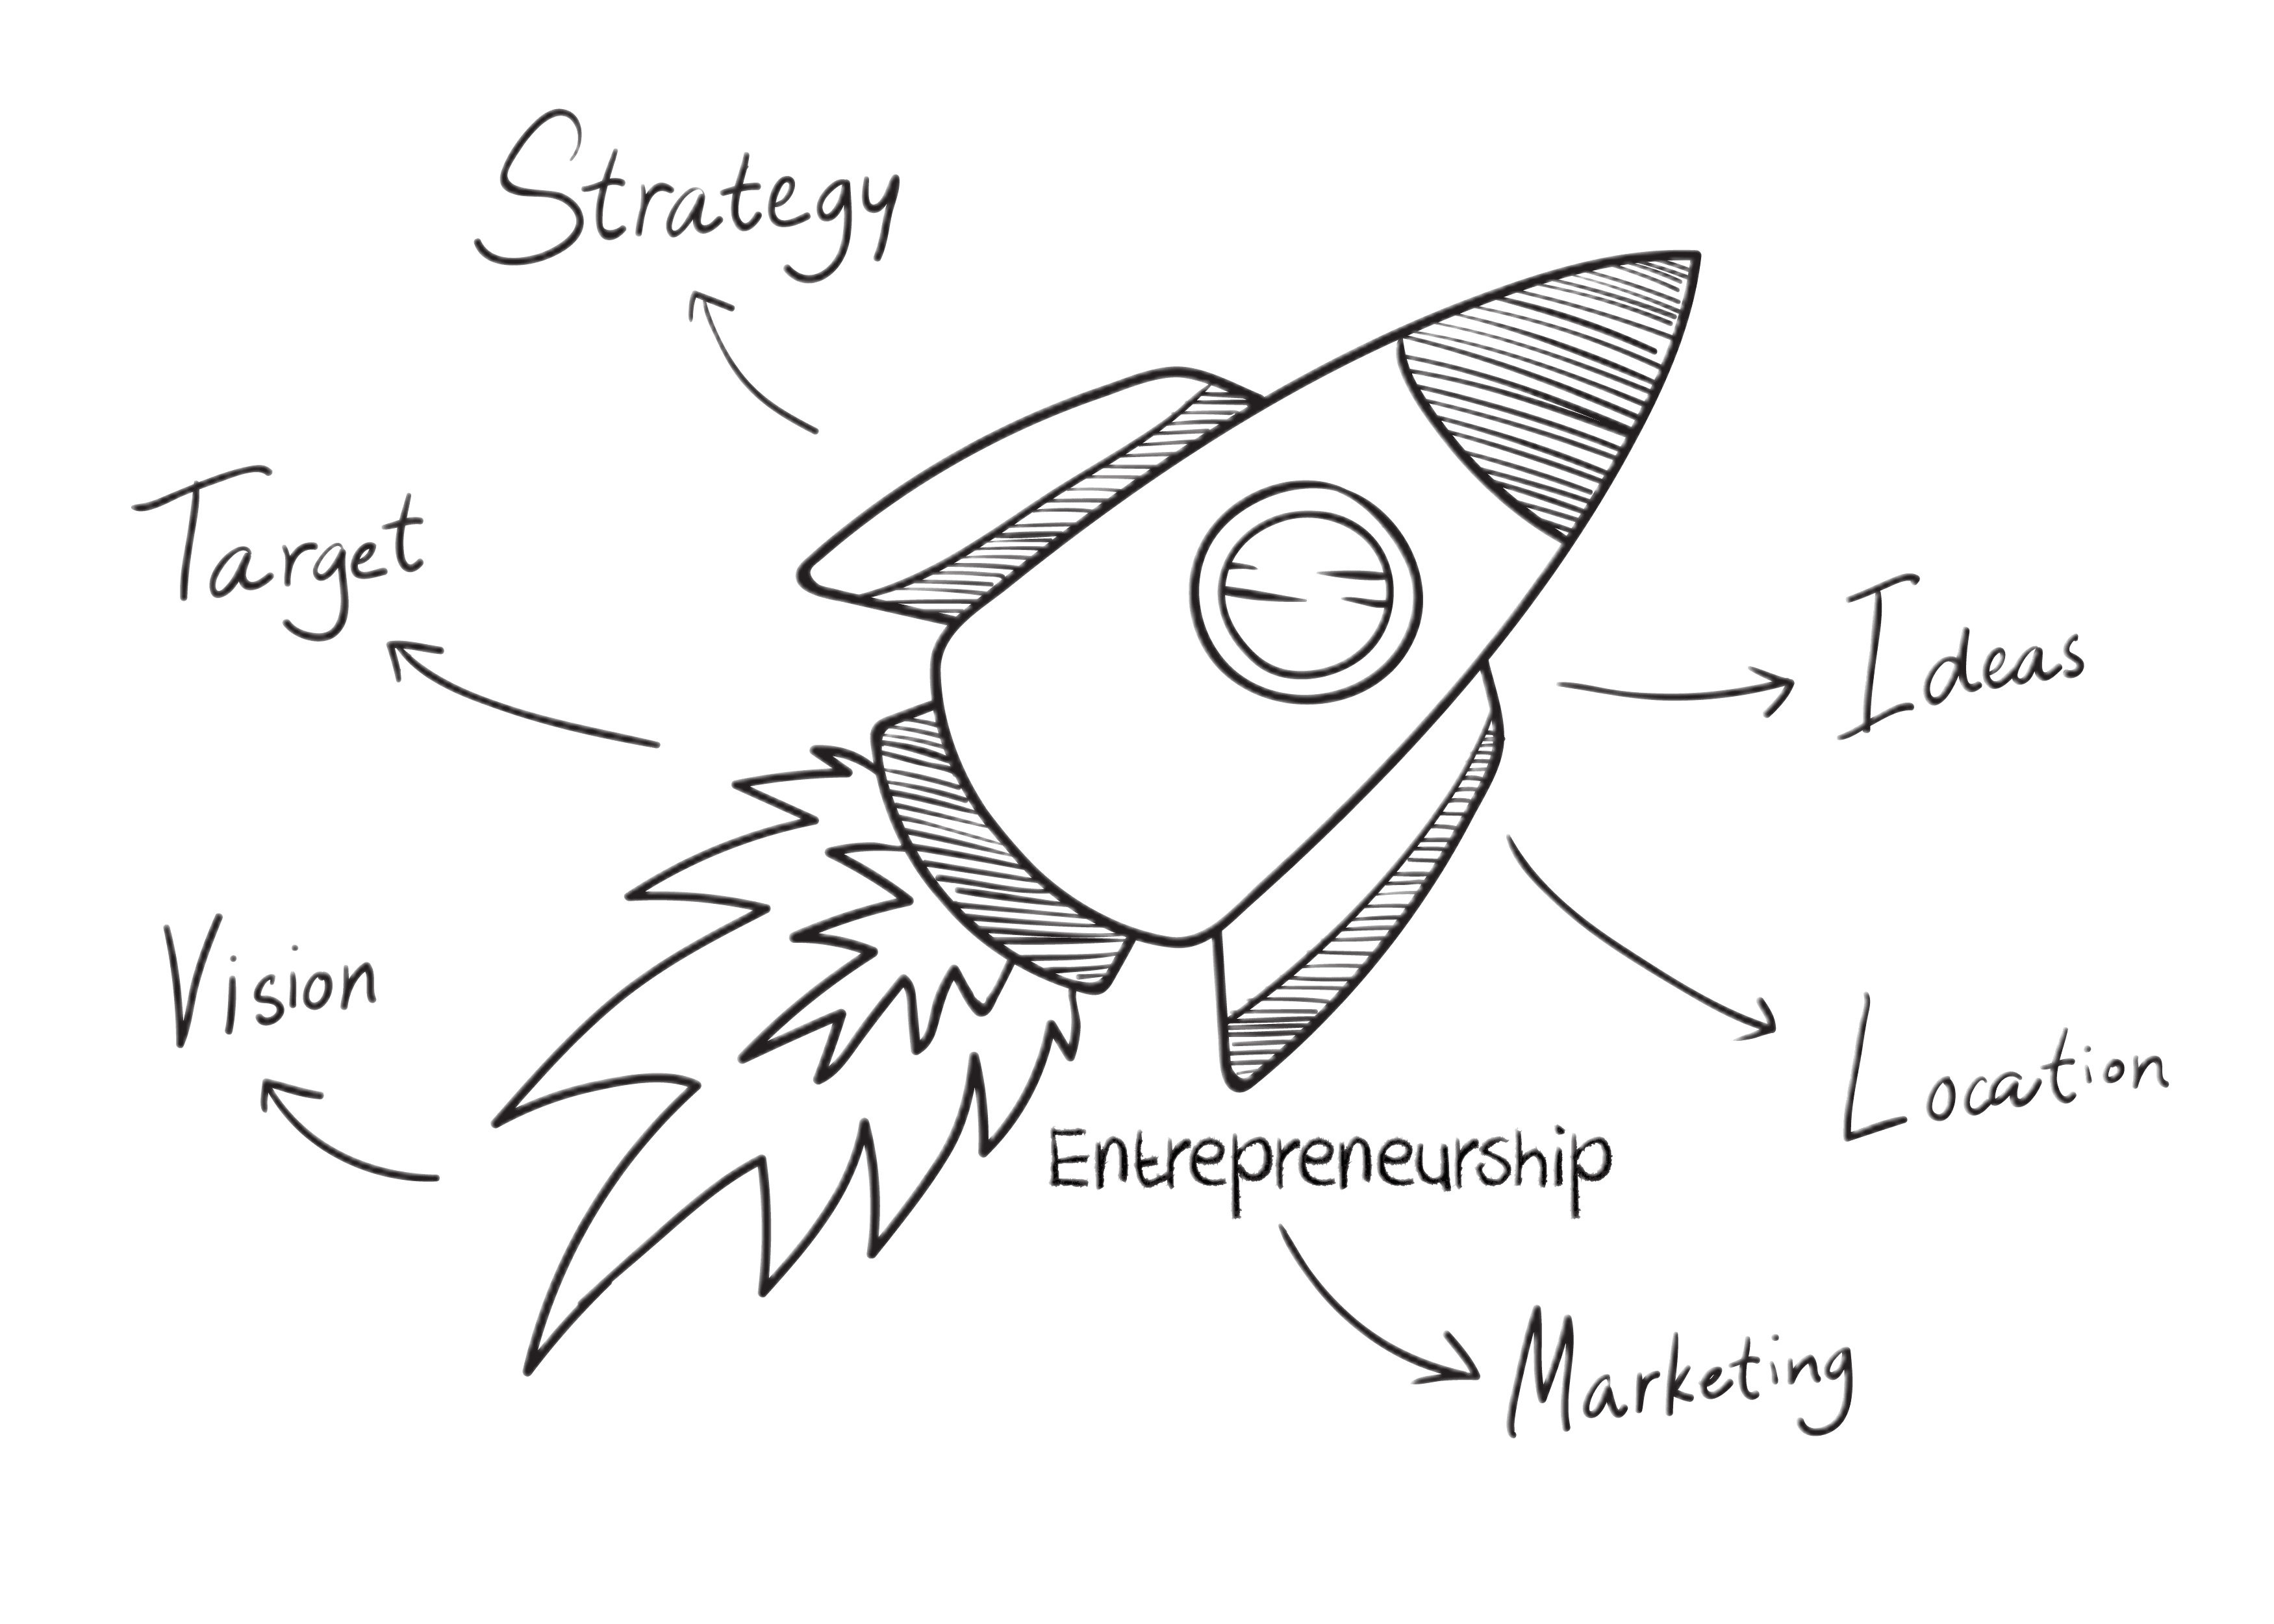 Strategy
Target
Ideas
Vision
Location
Entrepreneurship
Marketing